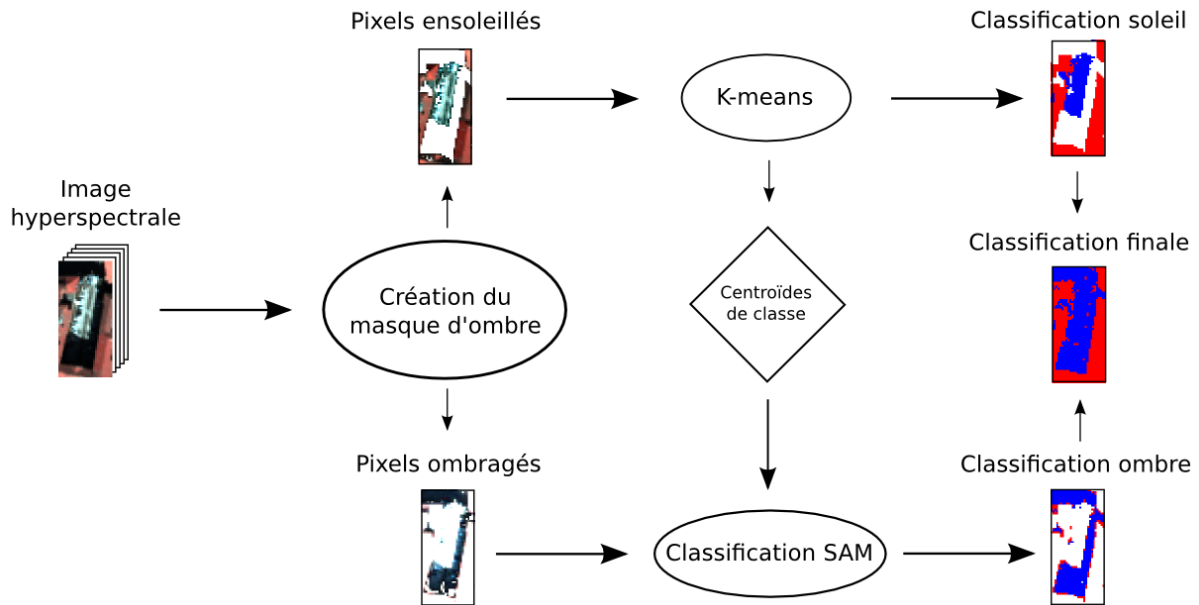 Pixels ensoleillés
Classification soleil
K-means
Image
hyperspectrale
Classification finale
Création du
masque d'ombre
Centroïdes
de classe
Pixels ombragés
Classification ombre
Classification SAM